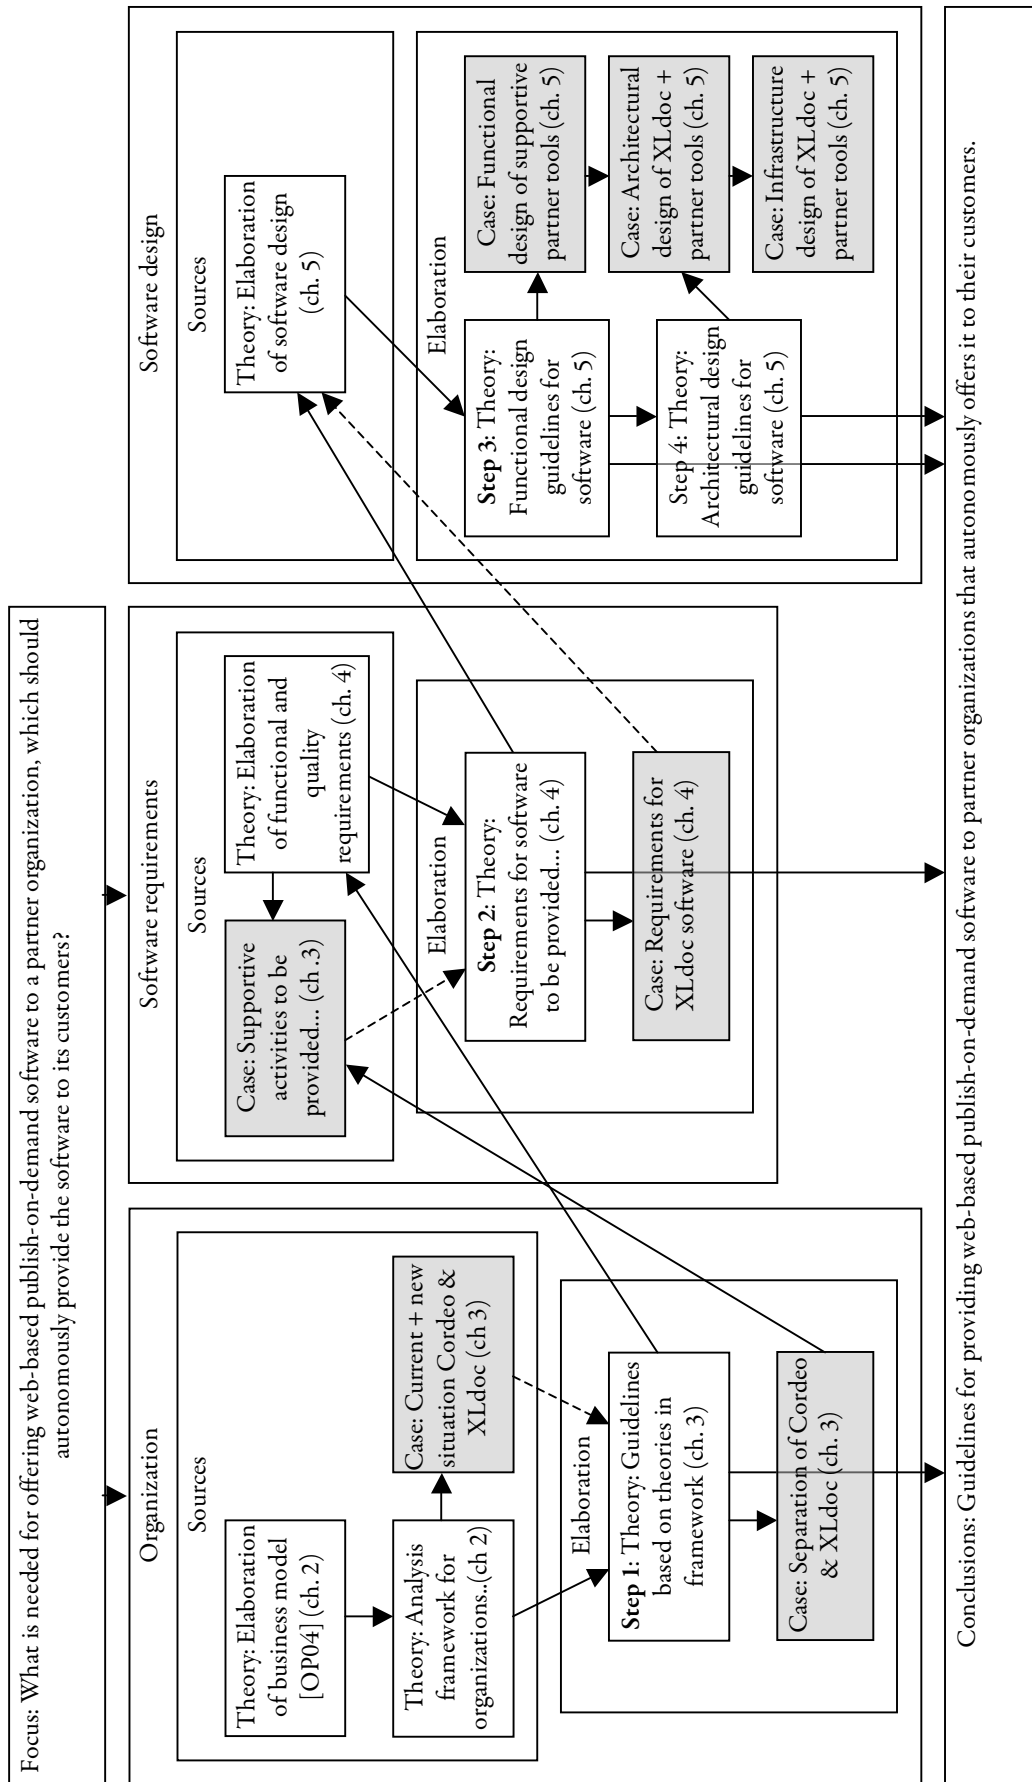 Focus: What is needed for offering web-based publish-on-demand software to a partner organization, which should
autonomously provide the software to its customers?
Organization
Sources
Theory: Elaboration
of business model
[OP04] (ch. 2)
Theory: Analysis
framework for
organizations..(ch 2)
Case: Current + new
situation Cordeo &
XLdoc (ch 3)
Elaboration
Step 1: Theory: Guidelines
based on theories in
framework (ch. 3)
Case: Separation of Cordeo
& XLdoc (ch. 3)
Software requirements
Sources
Case: Supportive
activities to be
provided... (ch .3)
Theory: Elaboration
of functional and
quality
requirements (ch. 4)
Elaboration
Step 2: Theory:
Requirements for software
to be provided... (ch. 4)
Case: Requirements for
XLdoc software (ch. 4)
Software design
Sources
Theory: Elaboration
of software design
(ch. 5)
Elaboration
Step 3: Theory:
Functional design
guidelines for
software (ch. 5)
Case: Functional
design of supportive
partner tools (ch. 5)
Step 4: Theory:
Architectural design
guidelines for
software (ch. 5)
Case: Architectural
design of XLdoc +
partner tools (ch. 5)
Case: Infrastructure
design of XLdoc +
partner tools (ch. 5)
Conclusions: Guidelines for providing web-based publish-on-demand software to partner organizations that autonomously offers it to their customers.